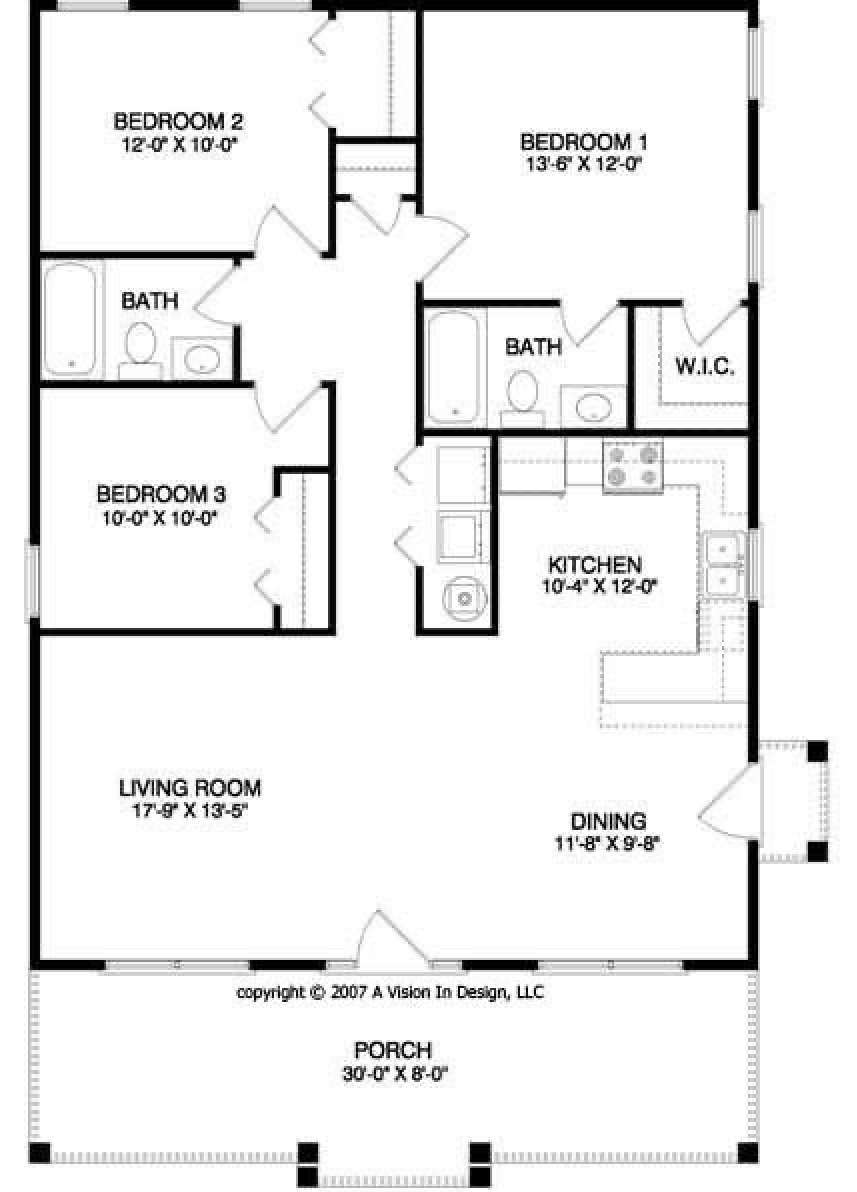 BEDROOM 2
12'-0" X 10'-0"
BEDROOM 1
13'-6" X 12'-0"
BATH
BATH
W.I.C.
BEDROOM 3
10'-0" X 10'-0"
KITCHEN
10'-4" X 12'-0"
LIVING ROOM
17'-9" X 13'-5"
DINING
11'-8" X 9'-8"
copyright © 2007 A Vision In Design, LLC
PORCH
30'-0" X 8'-0"